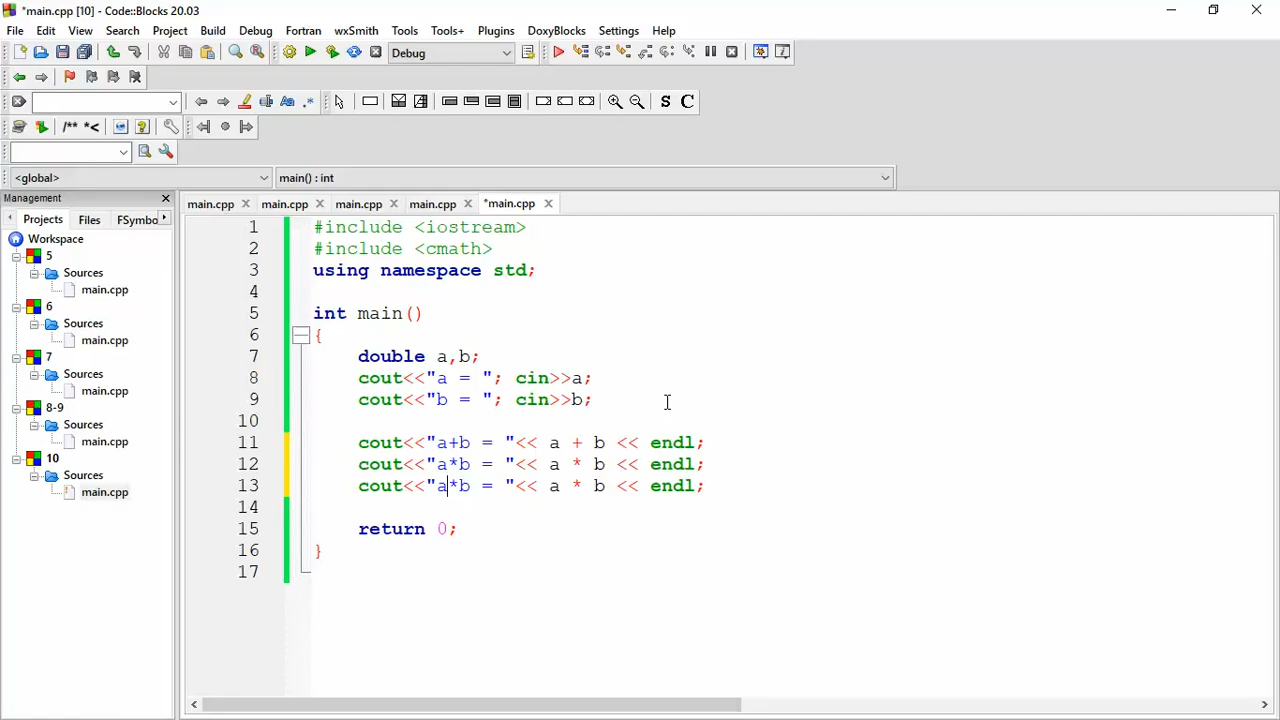 *main.cpp [10] - Code::Blocks 20.03
File Edit View Search Project Build Debug Fortran wxSmith Tools Tools+ Plugins DoxyBlocks Settings Help
Debug
S C
/** *<
<global> main() : int
Management
main.cpp main.cpp main.cpp main.cpp *main.cpp
Projects Files FSymbo
Workspace
5
Sources
main.cpp
6
Sources
main.cpp
7
Sources
main.cpp
8-9
Sources
main.cpp
10
Sources
main.cpp
1 #include <iostream>
2 #include <cmath>
3 using namespace std;
4
5 int main()
6 {
7 double a,b;
8 cout<<"a = "; cin>>a;
9 cout<<"b = "; cin>>b;
10
11 cout<<"a+b = "<< a + b << endl;
12 cout<<"a*b = "<< a * b << endl;
13 cout<<"a*b = "<< a * b << endl;
14
15 return 0;
16 }
17